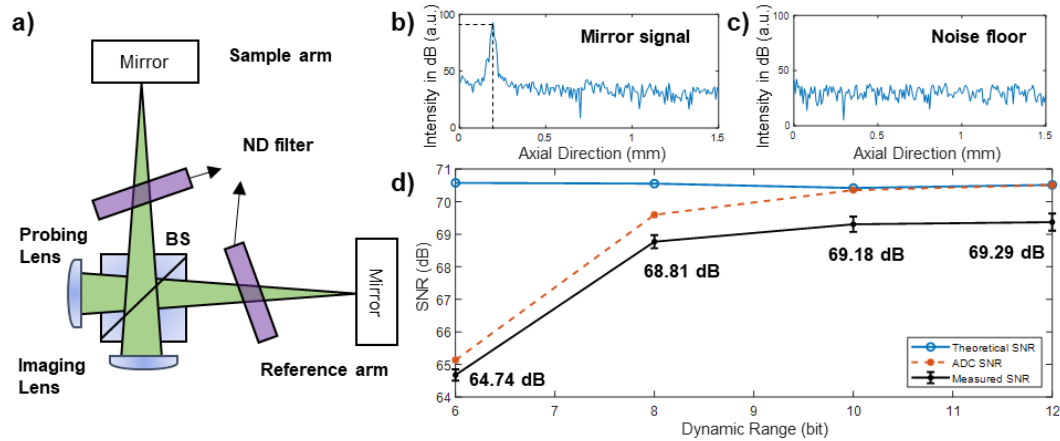 a)
Mirror
Sample arm
ND filter
Probing
Lens
BS
Mirror
Imaging
Lens
Reference arm
b)
Intensity in dB (a.u.)
100
50
0
Mirror signal
0
0.5
1
1.5
Axial Direction (mm)
c)
Intensity in dB (a.u.)
100
50
0
Noise floor
0
0.5
1
1.5
Axial Direction (mm)
d)
SNR (dB)
71
70
69
68
67
66
65
64
64.74 dB
68.81 dB
69.18 dB
69.29 dB
Theoretical SNR
ADC SNR
Measured SNR
6
7
8
9
10
11
12
Dynamic Range (bit)